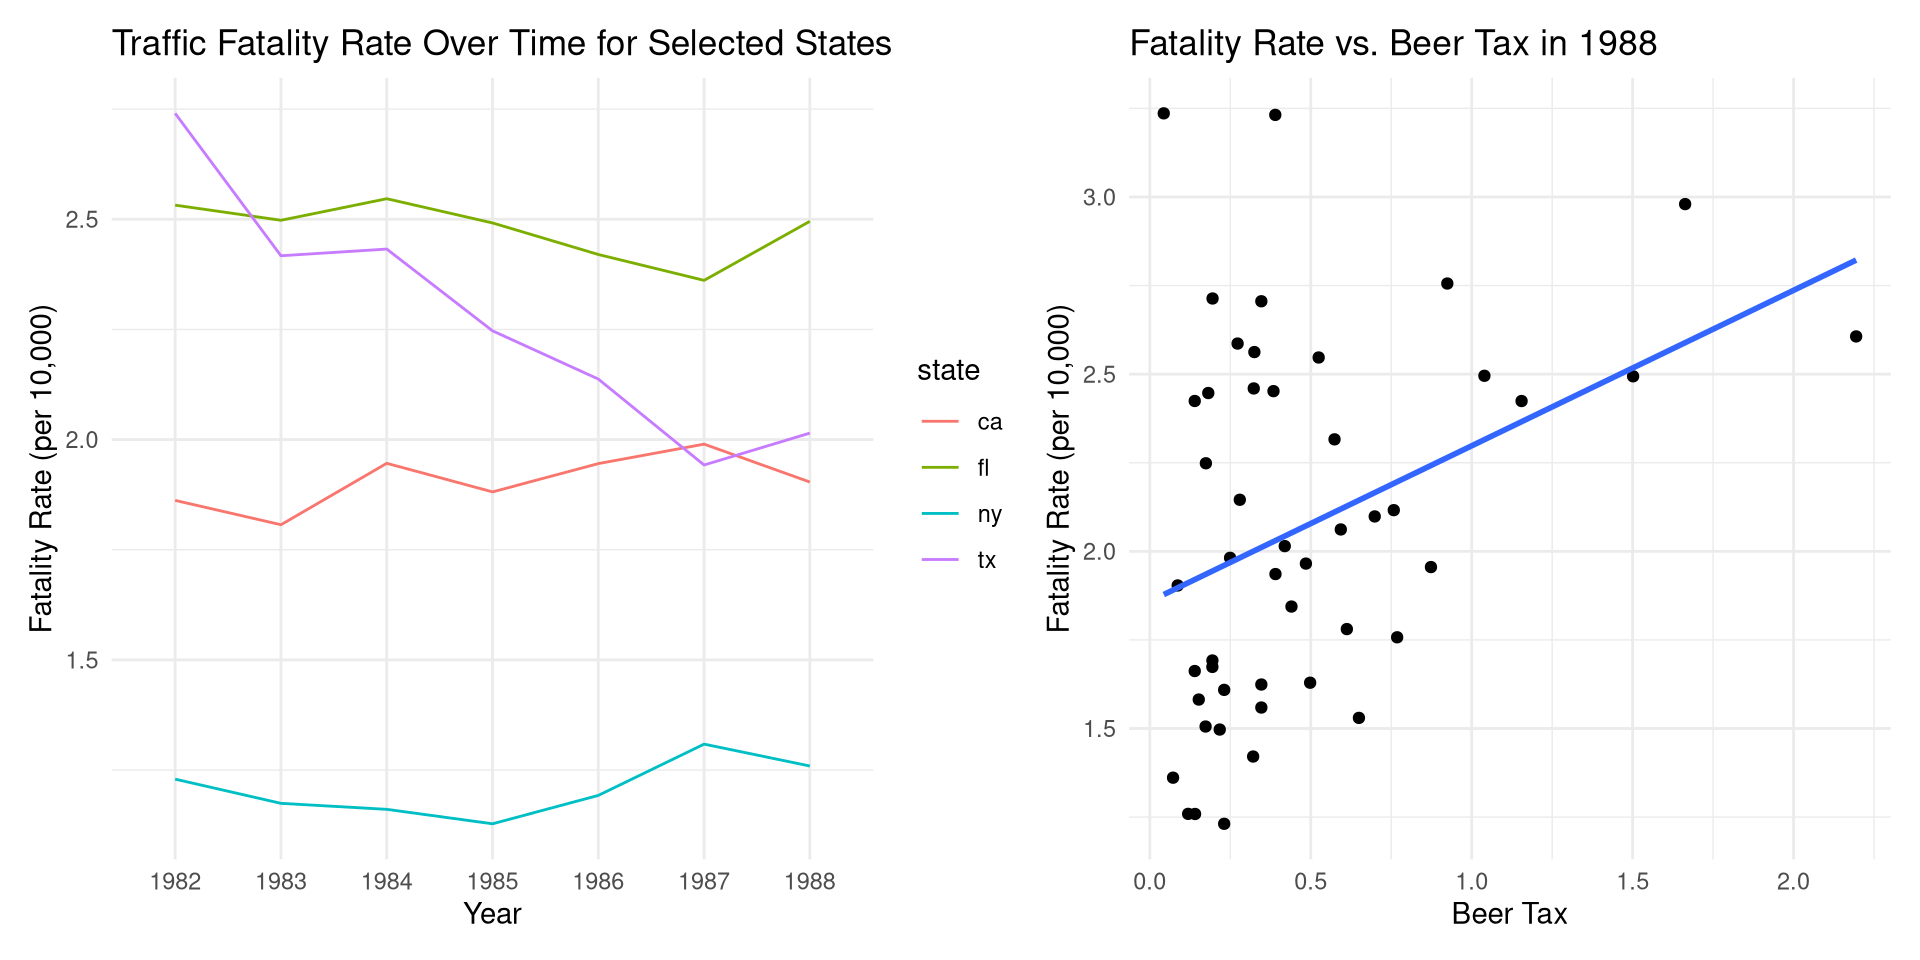 Traffic Fatality Rate Over Time for Selected States
Fatality Rate (per 10,000)
2.5
2.0
1.5
1982 1983 1984 1985 1986 1987 1988
Year
state
ca
fl
ny
tx
Fatality Rate vs. Beer Tax in 1988
Fatality Rate (per 10,000)
3.0
2.5
2.0
1.5
0.0 0.5 1.0 1.5 2.0
Beer Tax